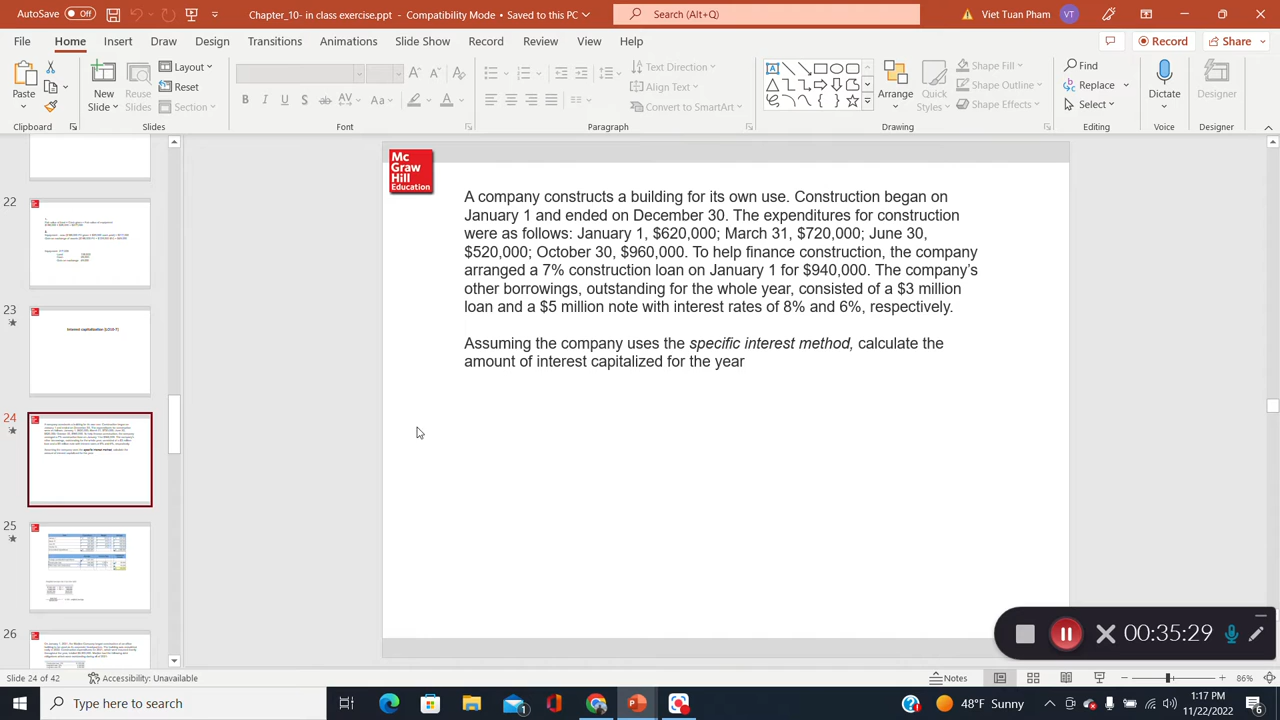 AutoSave Off
Chapter_10- in class exercise.ppt - Saved to this PC
Search (Alt+Q)
Viet Tuan Pham
VT
File Home Insert Draw Design Transitions Animations Slide Show Record Review View Help
Record
Share
Paste
New
Slide
Reuse
Slides
Layout
Reset
Section
Text Direction
Align Text
Convert to SmartArt
Arrange
Quick
Styles
Shape Fill
Shape Outline
Shape Effects
Find
Replace
Select
Dictate
Designer
Clipboard
Slides
Font
Paragraph
Drawing
Editing
Voice
Designer
22
23
Interest capitalization [LO10-7]
24
25
26
Mc
Graw
Hill
Education
A company constructs a building for its own use. Construction began on
January 1 and ended on December 30. The expenditures for construction
were as follows: January 1, $620,000; March 31, $720,000; June 30,
$520,000; October 30, $960,000. To help finance construction, the company
arranged a 7% construction loan on January 1 for $940,000. The company's
other borrowings, outstanding for the whole year, consisted of a $3 million
loan and a $5 million note with interest rates of 8% and 6%, respectively.
Assuming the company uses the specific interest method, calculate the
amount of interest capitalized for the year
Slide 24 of 42
Accessibility: Unavailable
Notes
86%
Type here to search
48°F Sunny
1:17 PM
11/22/2022